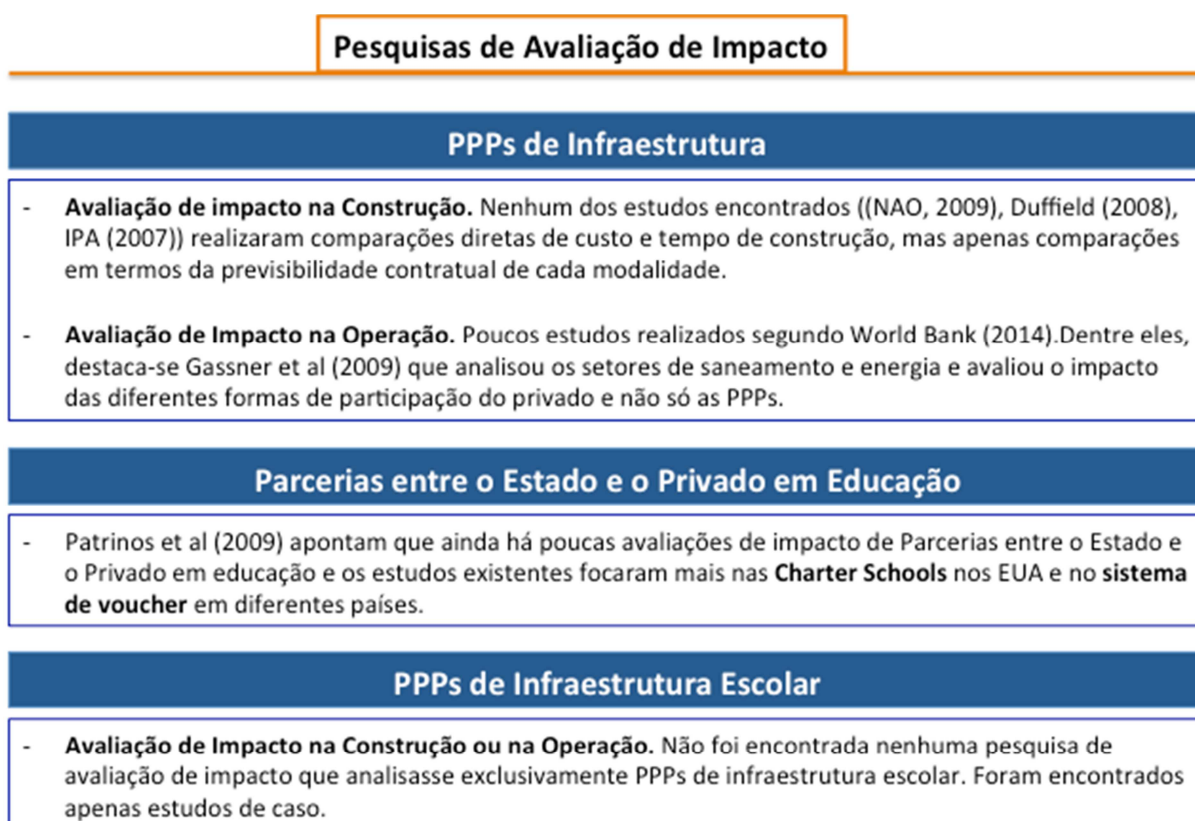 Pesquisas de Avaliação de Impacto
PPPs de Infraestrutura
- Avaliação de impacto na Construção. Nenhum dos estudos encontrados ((NAO, 2009), Duffield (2008),
IPA (2007)) realizaram comparações diretas de custo e tempo de construção, mas apenas comparações
em termos da previsibilidade contratual de cada modalidade.
- Avaliação de Impacto na Operação. Poucos estudos realizados segundo World Bank (2014).Dentre eles,
destaca-se Gassner et al (2009) que analisou os setores de saneamento e energia e avaliou o impacto
das diferentes formas de participação do privado e não só as PPPs.
Parcerias entre o Estado e o Privado em Educação
- Patrinos et al (2009) apontam que ainda há poucas avaliações de impacto de Parcerias entre o Estado e
o Privado em educação e os estudos existentes focaram mais nas Charter Schools nos EUA e no sistema
de voucher em diferentes países.
PPPs de Infraestrutura Escolar
- Avaliação de Impacto na Construção ou na Operação. Não foi encontrada nenhuma pesquisa de
avaliação de impacto que analisasse exclusivamente PPPs de infraestrutura escolar. Foram encontrados
apenas estudos de caso.